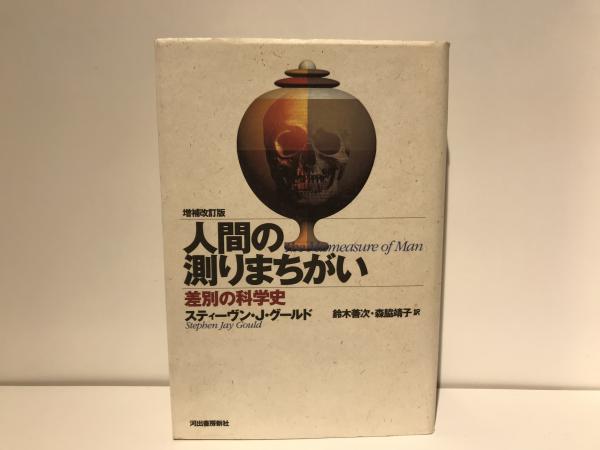 増補改訂版
人間の
measure of Man
測りまちがい
差別の科学史
スティーヴン・J・グールド
鈴木善次・森脇靖子 訳
Stephen Jay Gould
河出書房新社